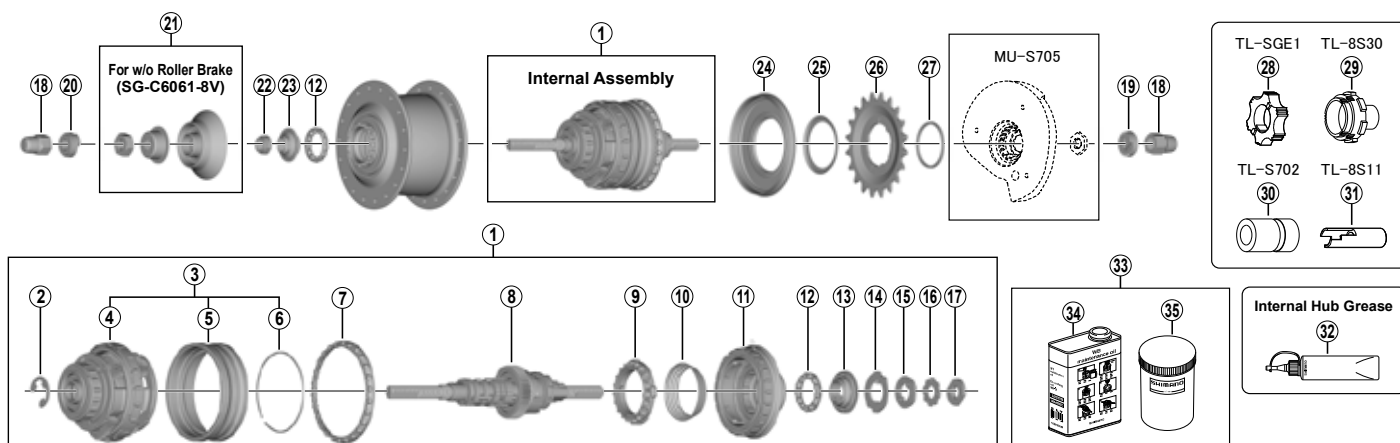 21
1
For w/o Roller Brake
(SG-C6061-8V)
Internal Assembly
MU-S705
18 20 22 23 12 24 25 26 27 19 18
TL-SGE1 TL-8S30
28 29
TL-S702 TL-8S11
30 31
1
3
2 4 5 6 7 8 9 10 11 12 13 14 15 16 17
33
34 35
maintenance oil
SHIMANO
Internal Hub Grease
32